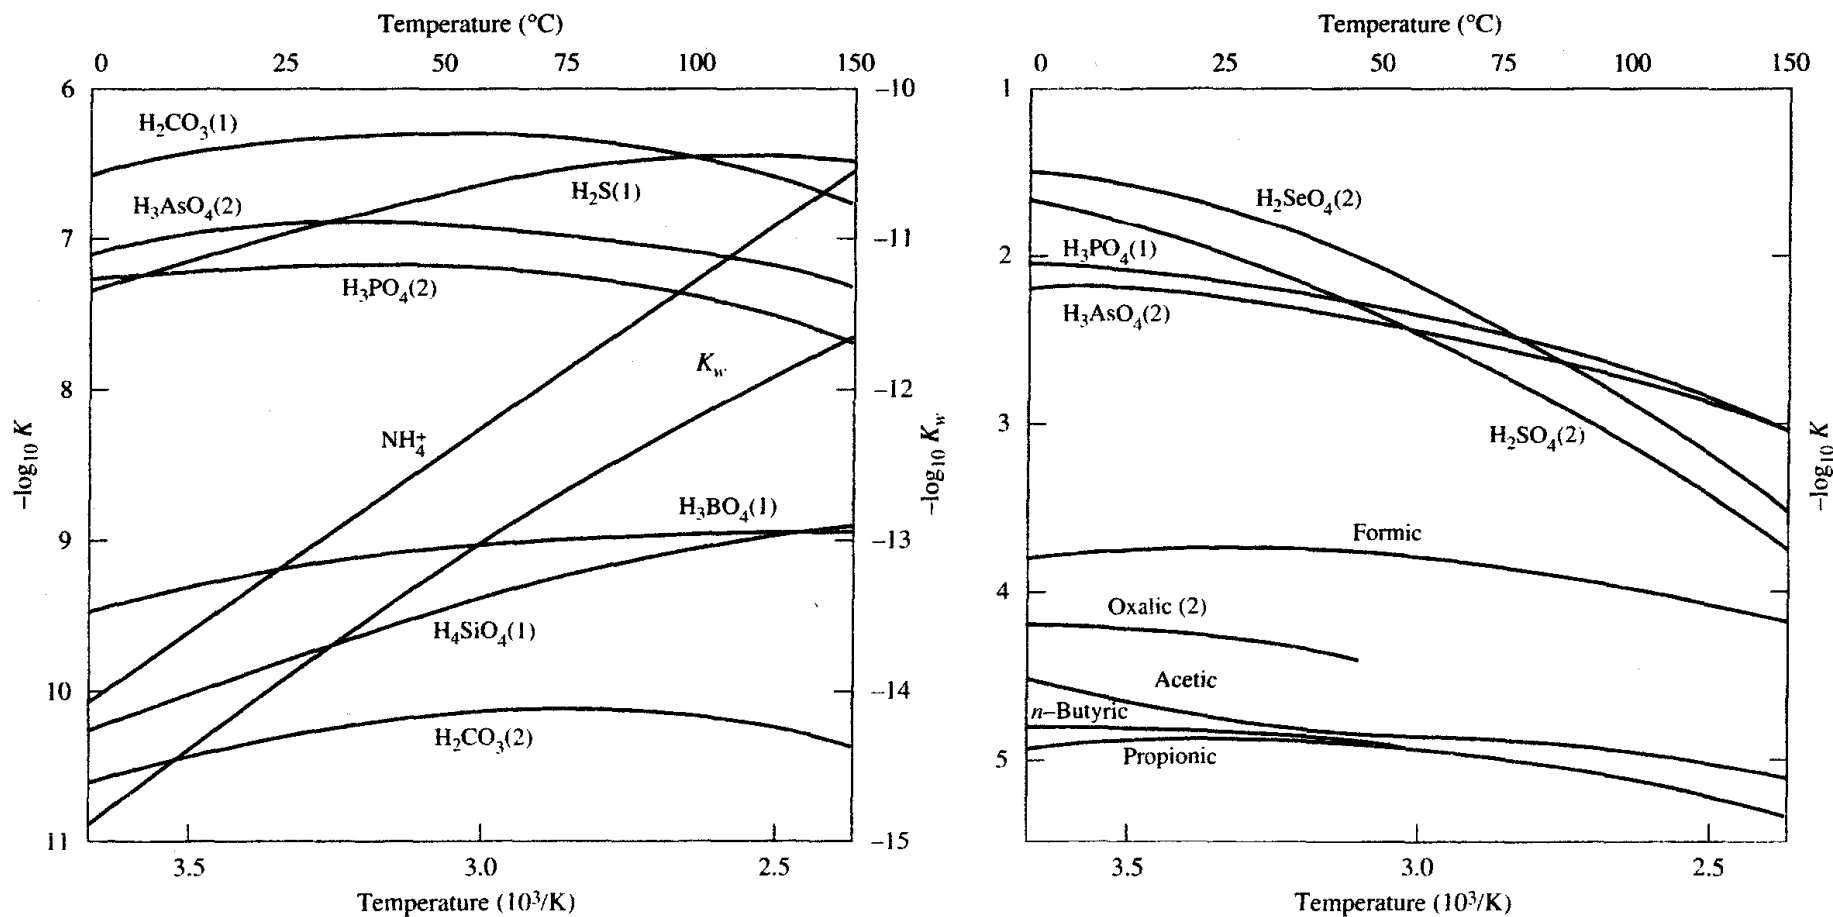 Temperature (°C)
0 25 50 75 100 150
6
7
8
9
10
11
–log₁₀ K
–10
–11
–12
–13
–14
–15
–log₁₀ K_w
H₂CO₃(1)
H₃AsO₄(2)
H₂S(1)
H₃PO₄(2)
K_w
NH₄⁺
H₃BO₄(1)
H₄SiO₄(1)
H₂CO₃(2)
3.5 3.0 2.5
Temperature (10³/K)
Temperature (°C)
0 25 50 75 100 150
1
2
3
4
5
–log₁₀ K
H₂SeO₄(2)
H₃PO₄(1)
H₃AsO₄(2)
H₂SO₄(2)
Formic
Oxalic (2)
Acetic
n–Butyric
Propionic
3.5 3.0 2.5
Temperature (10³/K)